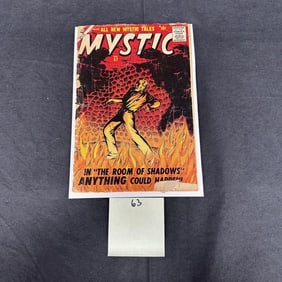 ALL NEW MYSTIC TALES
MYSTIC
IN "THE ROOM OF SHADOWS"
ANYTHING COULD HAPPEN!
63